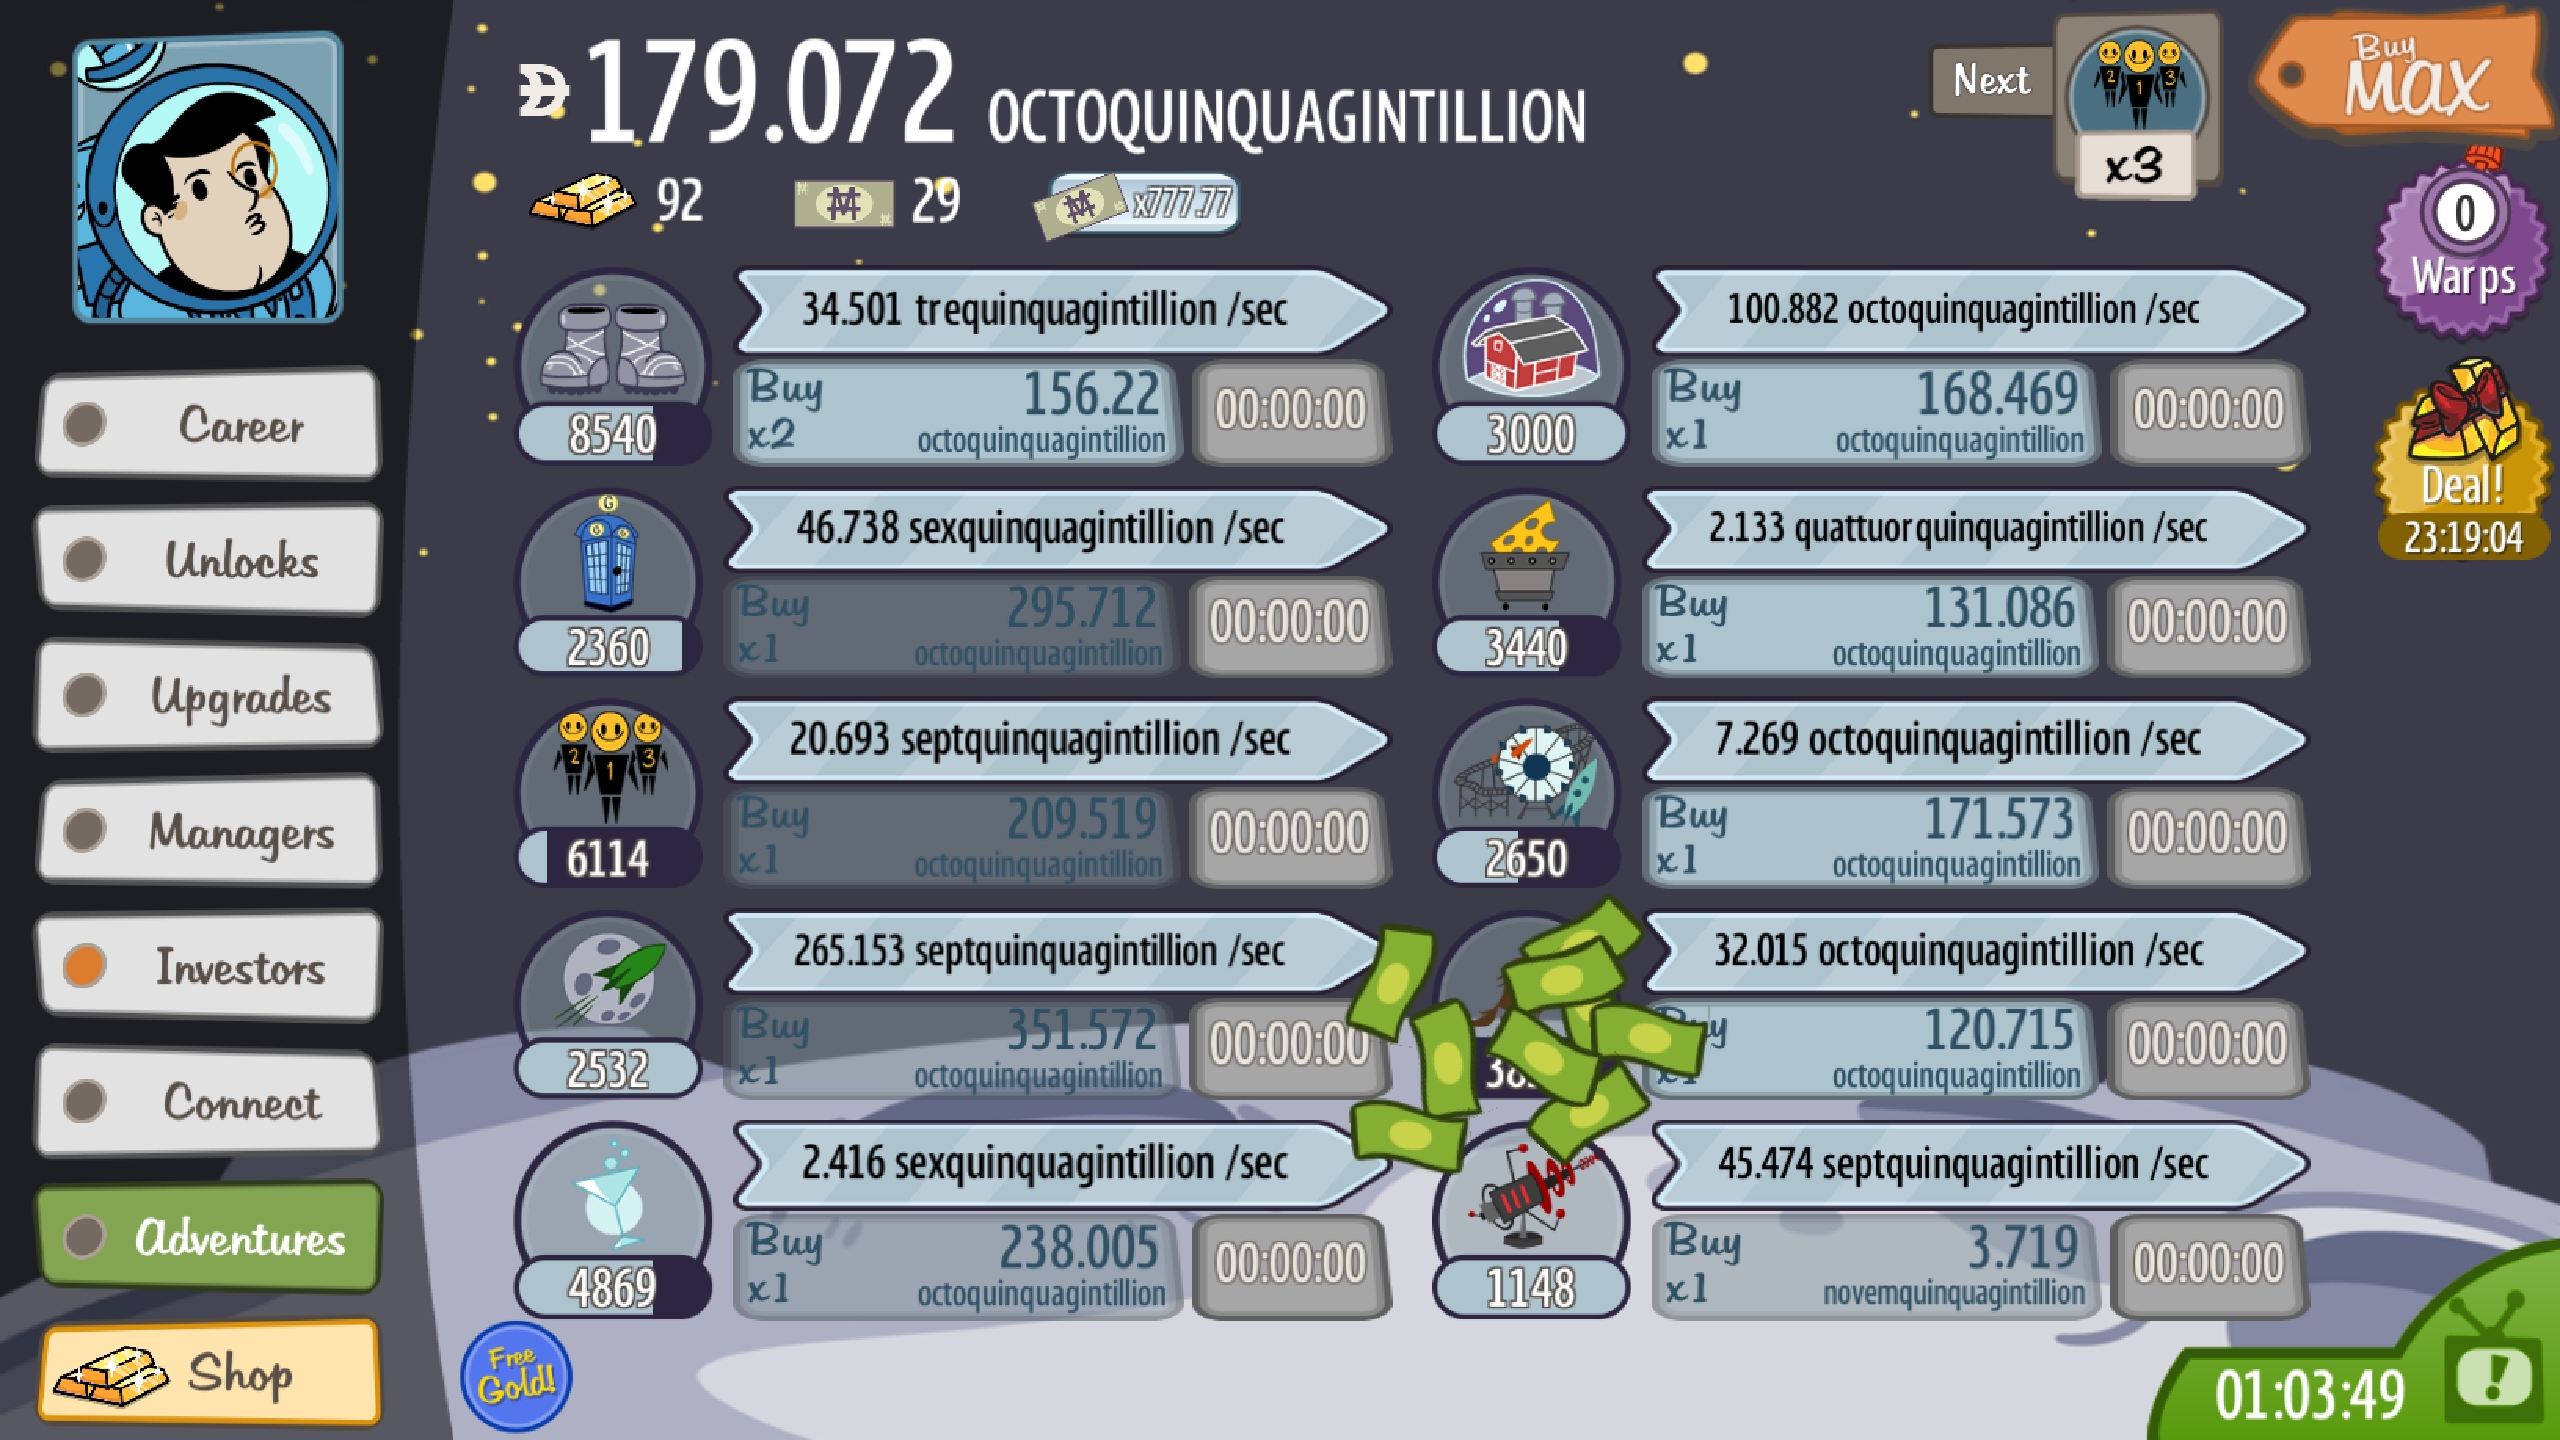 179.072 OCTOQUINQUAGINTILLION
Next
x3
Buy
MAX
92
29
x777.77
0
Warps
Deal!
23:19:04
Career
Unlocks
Upgrades
Managers
Investors
Connect
Adventures
Shop
34.501 trequinquagintillion /sec
Buy 156.22
x2 octoquinquagintillion
00:00:00
8540
100.882 octoquinquagintillion /sec
Buy 168.469
x1 octoquinquagintillion
00:00:00
3000
G
46.738 sexquinquagintillion /sec
Buy 295.712
x1 octoquinquagintillion
00:00:00
2360
2.133 quattuorquinquagintillion /sec
Buy 131.086
x1 octoquinquagintillion
00:00:00
3440
2 1 3
20.693 septquinquagintillion /sec
Buy 209.519
x1 octoquinquagintillion
00:00:00
6114
7.269 octoquinquagintillion /sec
Buy 171.573
x1 octoquinquagintillion
00:00:00
2650
265.153 septquinquagintillion /sec
Buy 351.572
x1 octoquinquagintillion
00:00:00
2532
32.015 octoquinquagintillion /sec
120.715
x1 octoquinquagintillion
00:00:00
2.416 sexquinquagintillion /sec
Buy 238.005
x1 octoquinquagintillion
00:00:00
4869
45.474 septquinquagintillion /sec
Buy 3.719
x1 novemquinquagintillion
00:00:00
1148
Free
Gold!
01:03:49
!